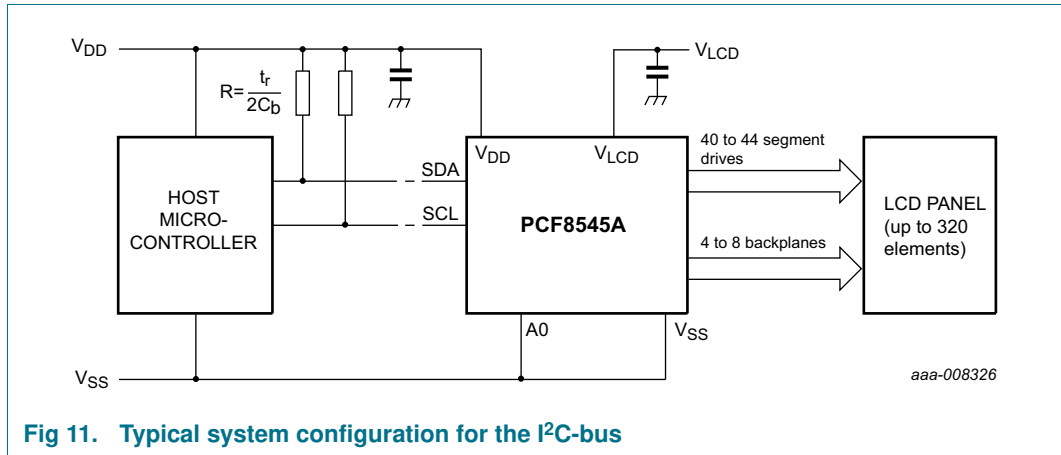 VDD
VLCD
R= tr
2Cb
VDD
VLCD
40 to 44 segment
drives
SDA
HOST
MICRO-
CONTROLLER
SCL
PCF8545A
LCD PANEL
(up to 320
elements)
4 to 8 backplanes
A0
VSS
VSS
aaa-008326
Fig 11. Typical system configuration for the I²C-bus